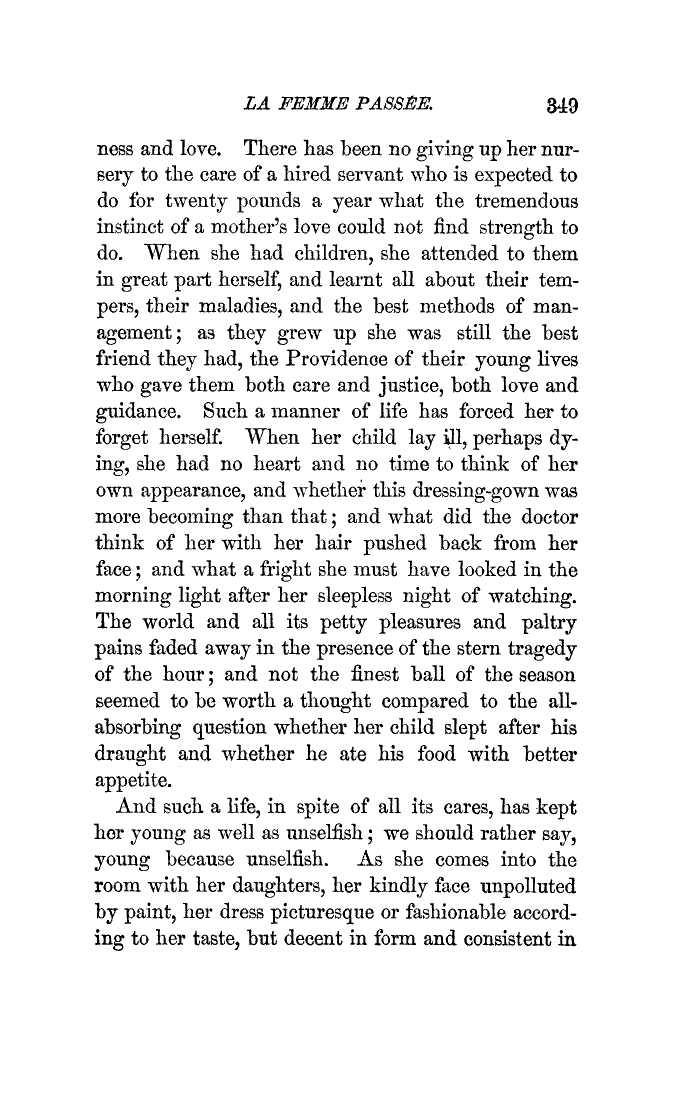 LA FEMME PASSÉE. 349
ness and love. There has been no giving up her nur-
sery to the care of a hired servant who is expected to
do for twenty pounds a year what the tremendous
instinct of a mother's love could not find strength to
do. When she had children, she attended to them
in great part herself, and learnt all about their tem-
pers, their maladies, and the best methods of man-
agement; as they grew up she was still the best
friend they had, the Providence of their young lives
who gave them both care and justice, both love and
guidance. Such a manner of life has forced her to
forget herself. When her child lay ill, perhaps dy-
ing, she had no heart and no time to think of her
own appearance, and whether this dressing-gown was
more becoming than that; and what did the doctor
think of her with her hair pushed back from her
face; and what a fright she must have looked in the
morning light after her sleepless night of watching.
The world and all its petty pleasures and paltry
pains faded away in the presence of the stern tragedy
of the hour; and not the finest ball of the season
seemed to be worth a thought compared to the all-
absorbing question whether her child slept after his
draught and whether he ate his food with better
appetite.
And such a life, in spite of all its cares, has kept
her young as well as unselfish; we should rather say,
young because unselfish. As she comes into the
room with her daughters, her kindly face unpolluted
by paint, her dress picturesque or fashionable accord-
ing to her taste, but decent in form and consistent in